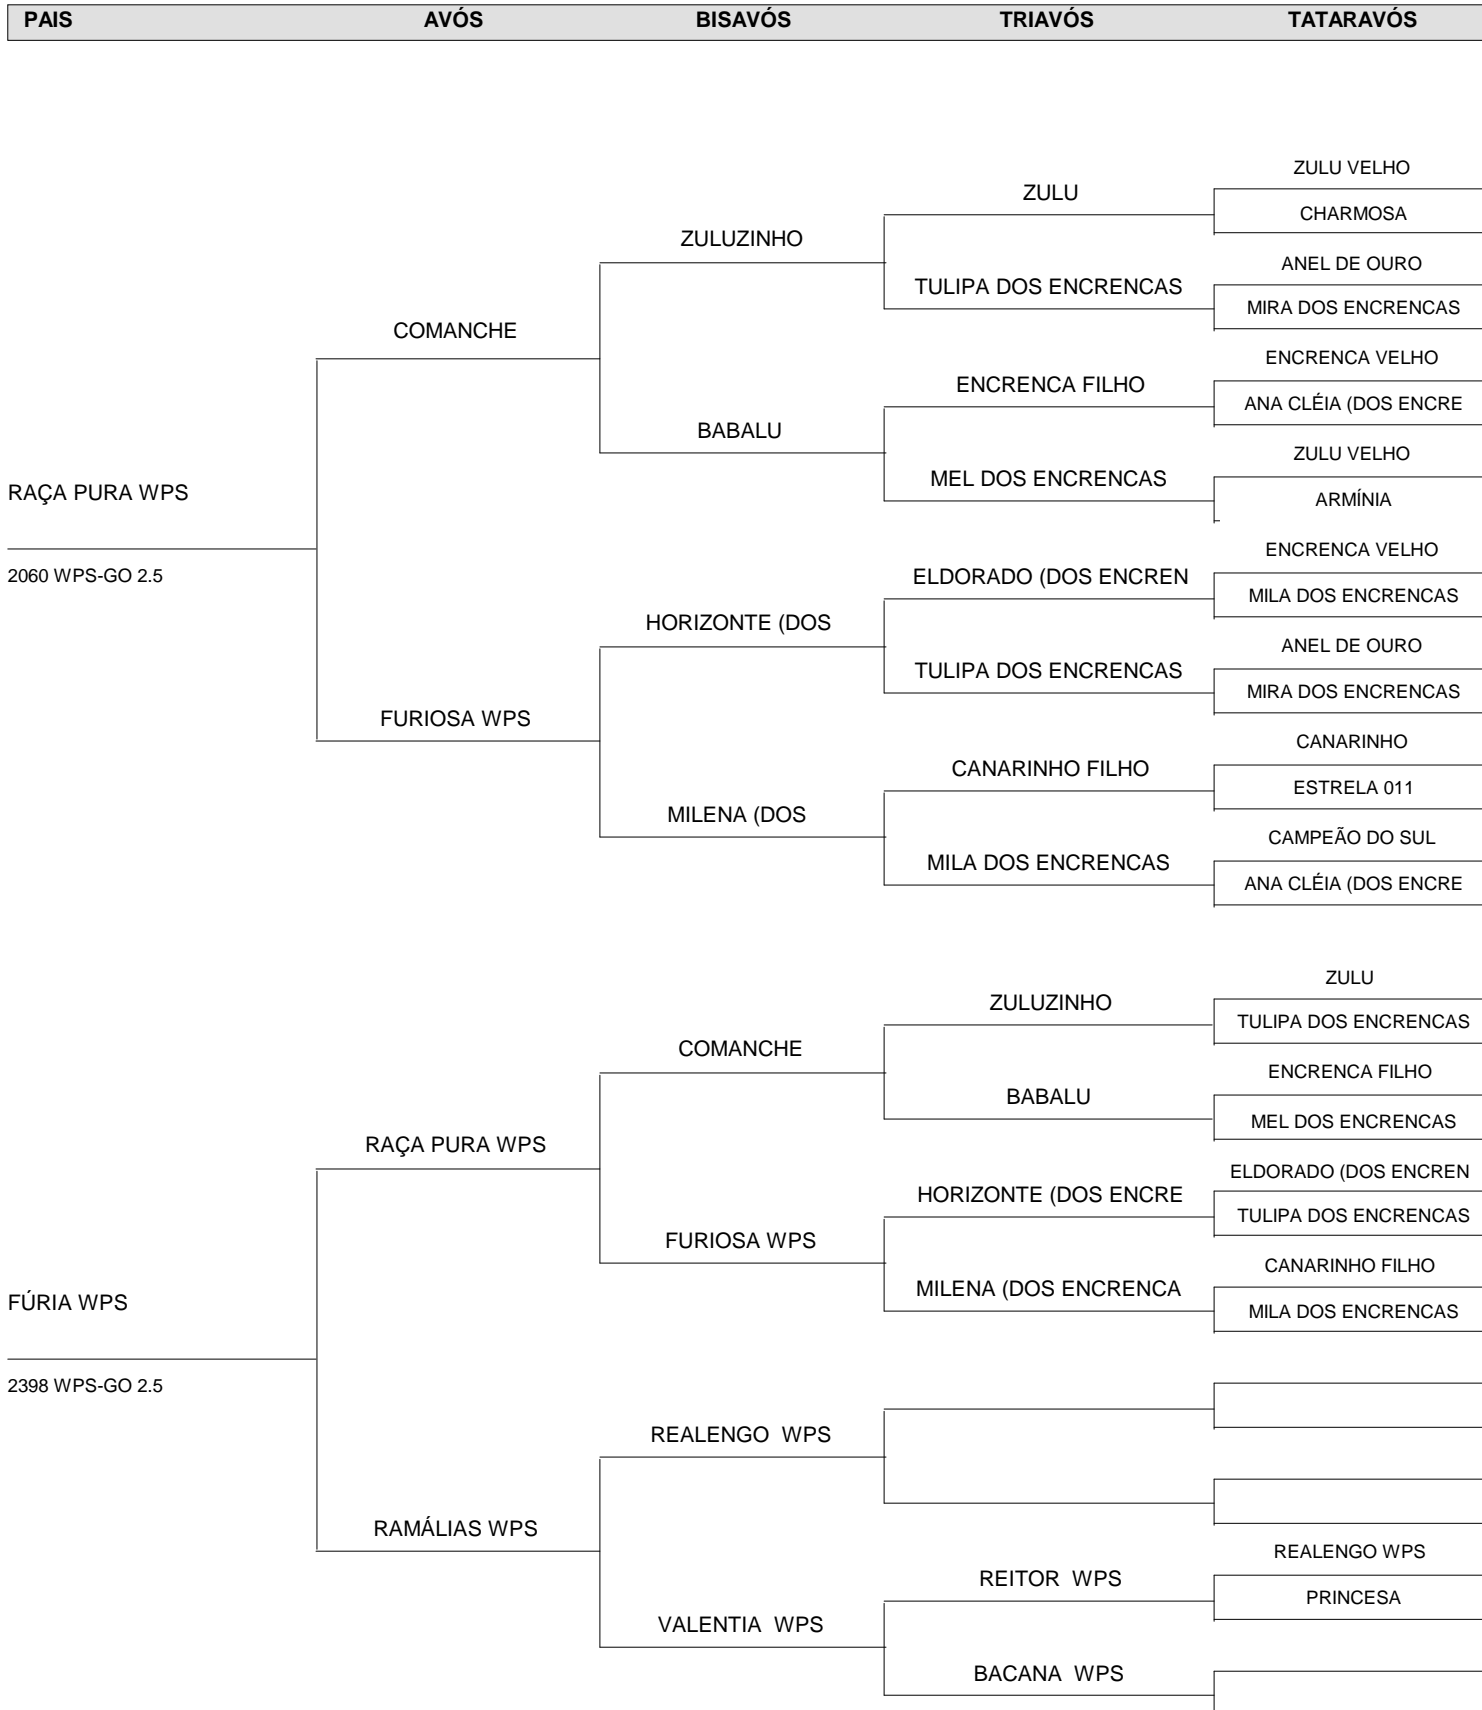 PAIS AVÓS BISAVÓS TRIAVÓS TATARAVÓS
ZULU VELHO
ZULU
CHARMOSA
ZULUZINHO
ANEL DE OURO
TULIPA DOS ENCRENCAS
MIRA DOS ENCRENCAS
COMANCHE
ENCRENCA VELHO
ENCRENCA FILHO
ANA CLÉIA (DOS ENCRE
BABALU
ZULU VELHO
MEL DOS ENCRENCAS
RAÇA PURA WPS
ARMÍNIA
ENCRENCA VELHO
2060 WPS-GO 2.5
ELDORADO (DOS ENCREN
MILA DOS ENCRENCAS
HORIZONTE (DOS
ANEL DE OURO
TULIPA DOS ENCRENCAS
MIRA DOS ENCRENCAS
FURIOSA WPS
CANARINHO
CANARINHO FILHO
ESTRELA 011
MILENA (DOS
CAMPEÃO DO SUL
MILA DOS ENCRENCAS
ANA CLÉIA (DOS ENCRE
ZULU
ZULUZINHO
TULIPA DOS ENCRENCAS
COMANCHE
ENCRENCA FILHO
BABALU
MEL DOS ENCRENCAS
RAÇA PURA WPS
ELDORADO (DOS ENCREN
HORIZONTE (DOS ENCRE
TULIPA DOS ENCRENCAS
FURIOSA WPS
CANARINHO FILHO
MILENA (DOS ENCRENCA
FÚRIA WPS
MILA DOS ENCRENCAS
2398 WPS-GO 2.5
REALENGO WPS
RAMÁLIAS WPS
REALENGO WPS
REITOR WPS
PRINCESA
VALENTIA WPS
BACANA WPS